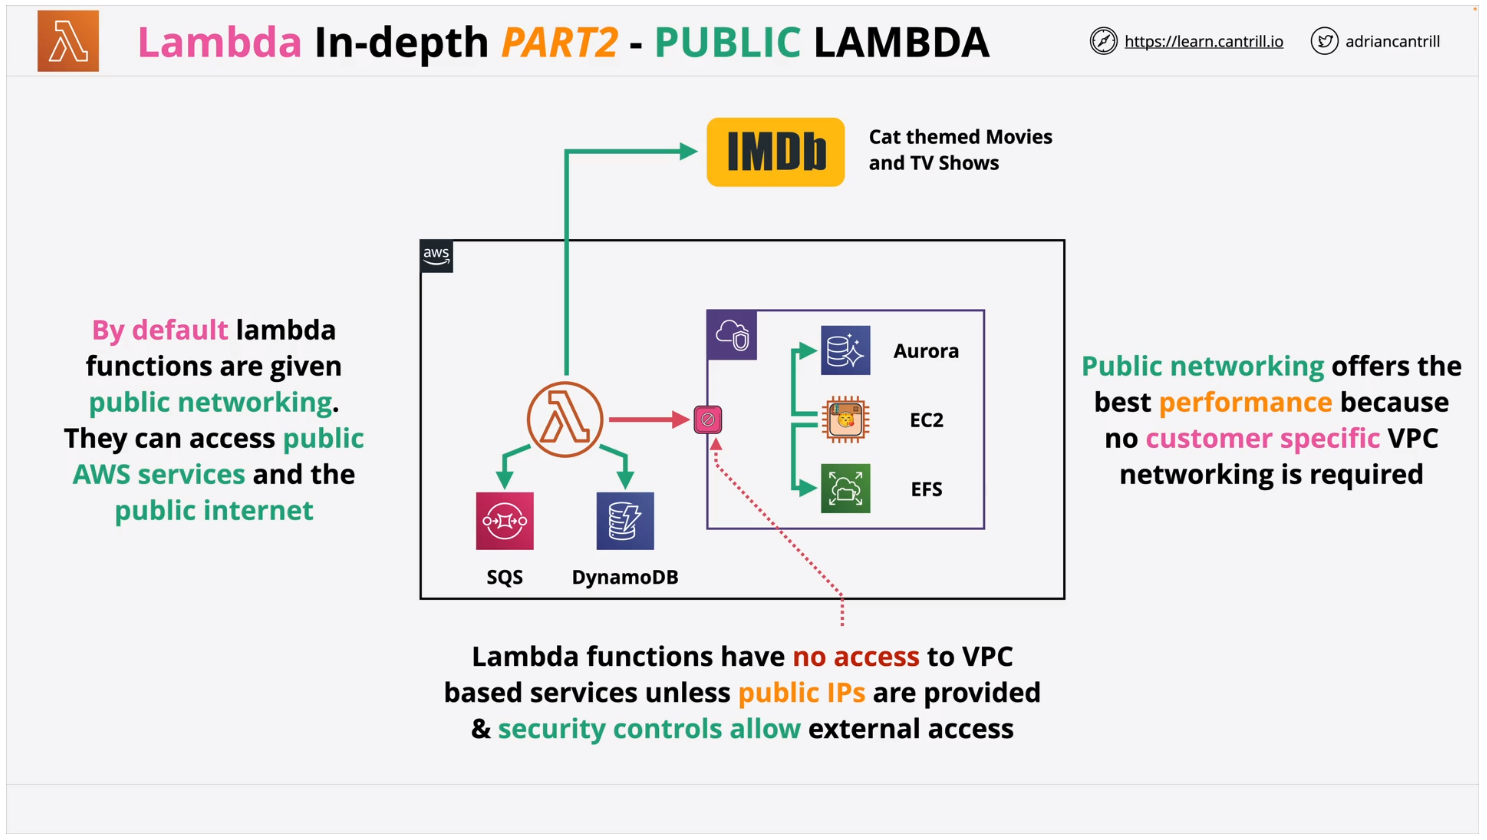 Lambda In-depth PART2 - PUBLIC LAMBDA
https://learn.cantrill.io
adriancantrill
IMDb
Cat themed Movies
and TV Shows
aws
By default lambda
functions are given
public networking.
They can access public
AWS services and the
public internet
Aurora
EC2
EFS
SQS
DynamoDB
Public networking offers the
best performance because
no customer specific VPC
networking is required
Lambda functions have no access to VPC
based services unless public IPs are provided
& security controls allow external access